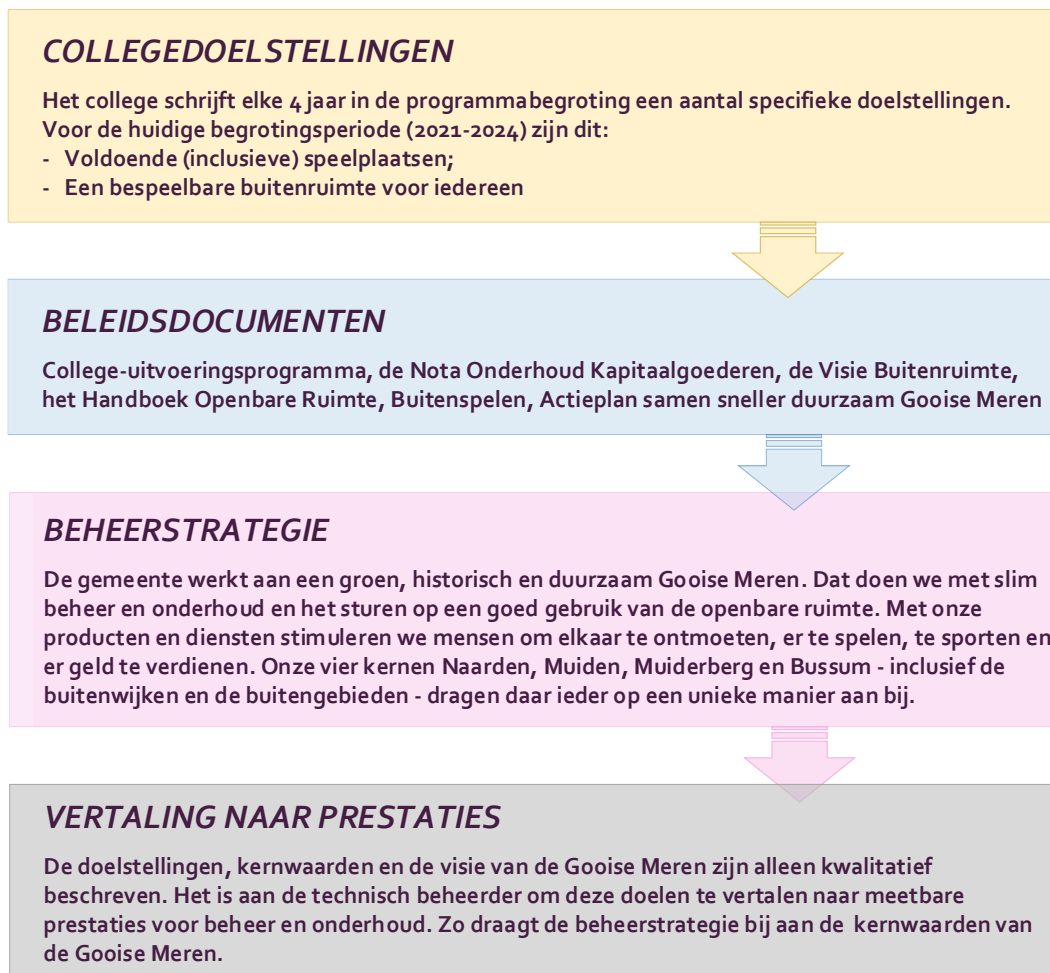 COLLEGEDOELSTELLINGEN
Het college schrijft elke 4 jaar in de programmabegroting een aantal specifieke doelstellingen.
Voor de huidige begrotingsperiode (2021-2024) zijn dit:
- Voldoende (inclusieve) speelplaatsen;
- Een bespeelbare buitenruimte voor iedereen
BELEIDSDOCUMENTEN
College-uitvoeringsprogramma, de Nota Onderhoud Kapitaalgoederen, de Visie Buitenruimte,
het Handboek Openbare Ruimte, Buitenspelen, Actieplan samen sneller duurzaam Gooise Meren
BEHEERSTRATEGIE
De gemeente werkt aan een groen, historisch en duurzaam Gooise Meren. Dat doen we met slim
beheer en onderhoud en het sturen op een goed gebruik van de openbare ruimte. Met onze
producten en diensten stimuleren we mensen om elkaar te ontmoeten, er te spelen, te sporten en
er geld te verdienen. Onze vier kernen Naarden, Muiden, Muiderberg en Bussum - inclusief de
buitenwijken en de buitengebieden - dragen daar ieder op een unieke manier aan bij.
VERTALING NAAR PRESTATIES
De doelstellingen, kernwaarden en de visie van de Gooise Meren zijn alleen kwalitatief
beschreven. Het is aan de technisch beheerder om deze doelen te vertalen naar meetbare
prestaties voor beheer en onderhoud. Zo draagt de beheerstrategie bij aan de kernwaarden van
de Gooise Meren.